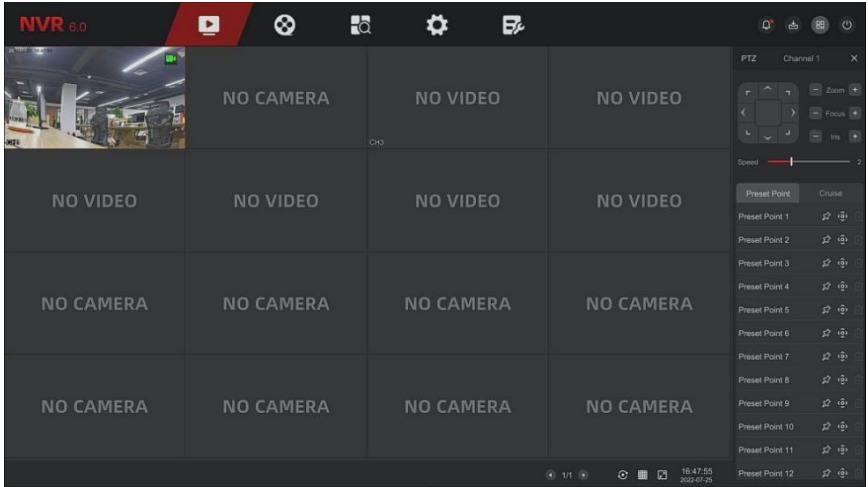 NVR 6.0
PTZ Channel 1
NO CAMERA NO VIDEO NO VIDEO
CH3
Zoom
Focus
Iris
Speed 2
NO VIDEO NO VIDEO NO VIDEO NO VIDEO
Preset Point Cruise
Preset Point 1
Preset Point 2
Preset Point 3
NO CAMERA NO CAMERA NO CAMERA NO CAMERA
Preset Point 4
Preset Point 5
Preset Point 6
Preset Point 7
Preset Point 8
NO CAMERA NO CAMERA NO CAMERA NO CAMERA
Preset Point 9
Preset Point 10
Preset Point 11
Preset Point 12
1/1
16:47:55
2022-07-25